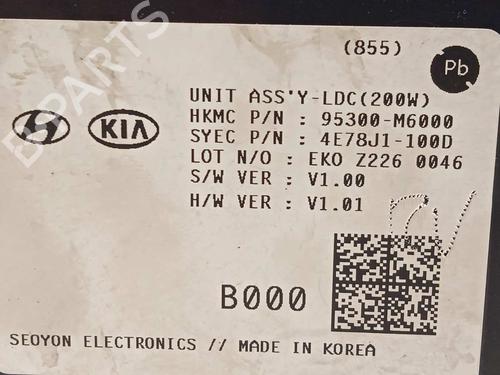 (855)
Pb
UNIT ASS'Y-LDC(200W)
KIA
HKMC P/N : 95300-M6000
SYEC P/N : 4E78J1-100D
LOT N/O : EKO Z226 0046
S/W VER : V1.00
H/W VER : V1.01
B000
SEOYON ELECTRONICS // MADE IN KOREA